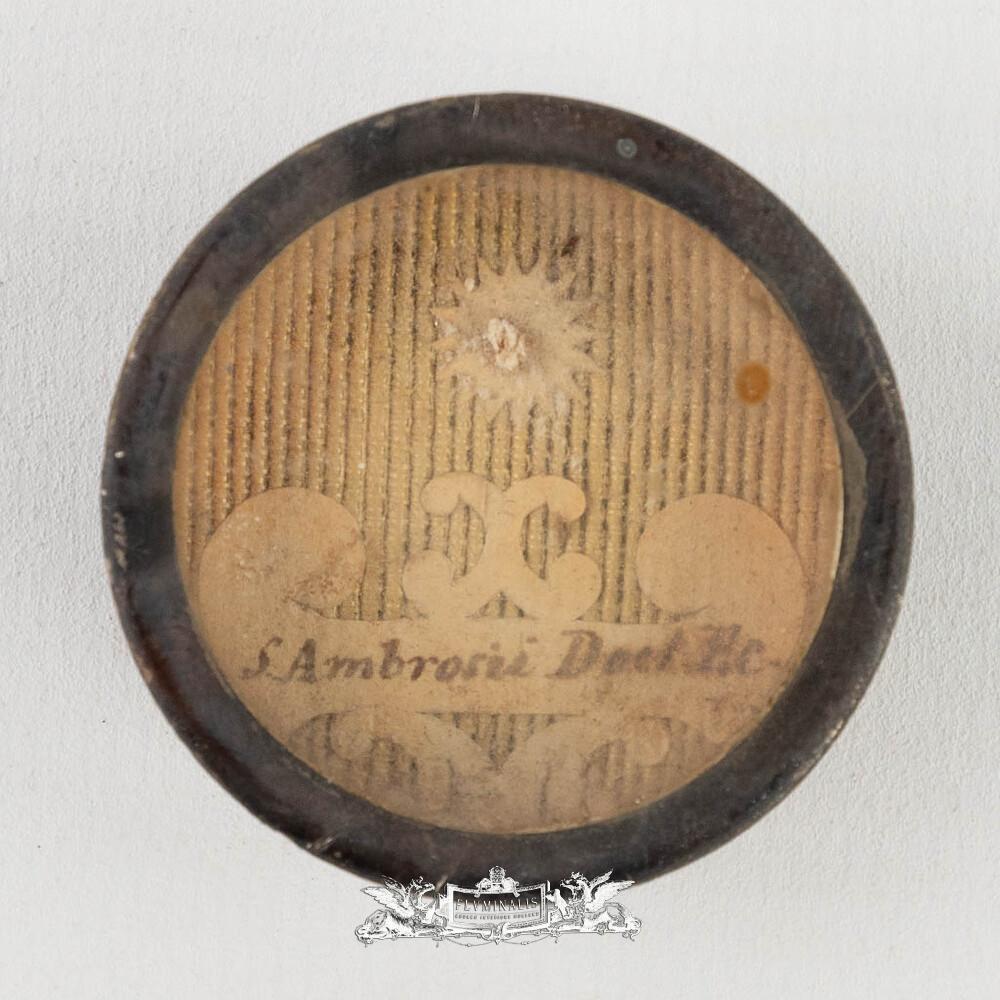 S. Ambrosii Doct. Ec.
FLVMINALIS